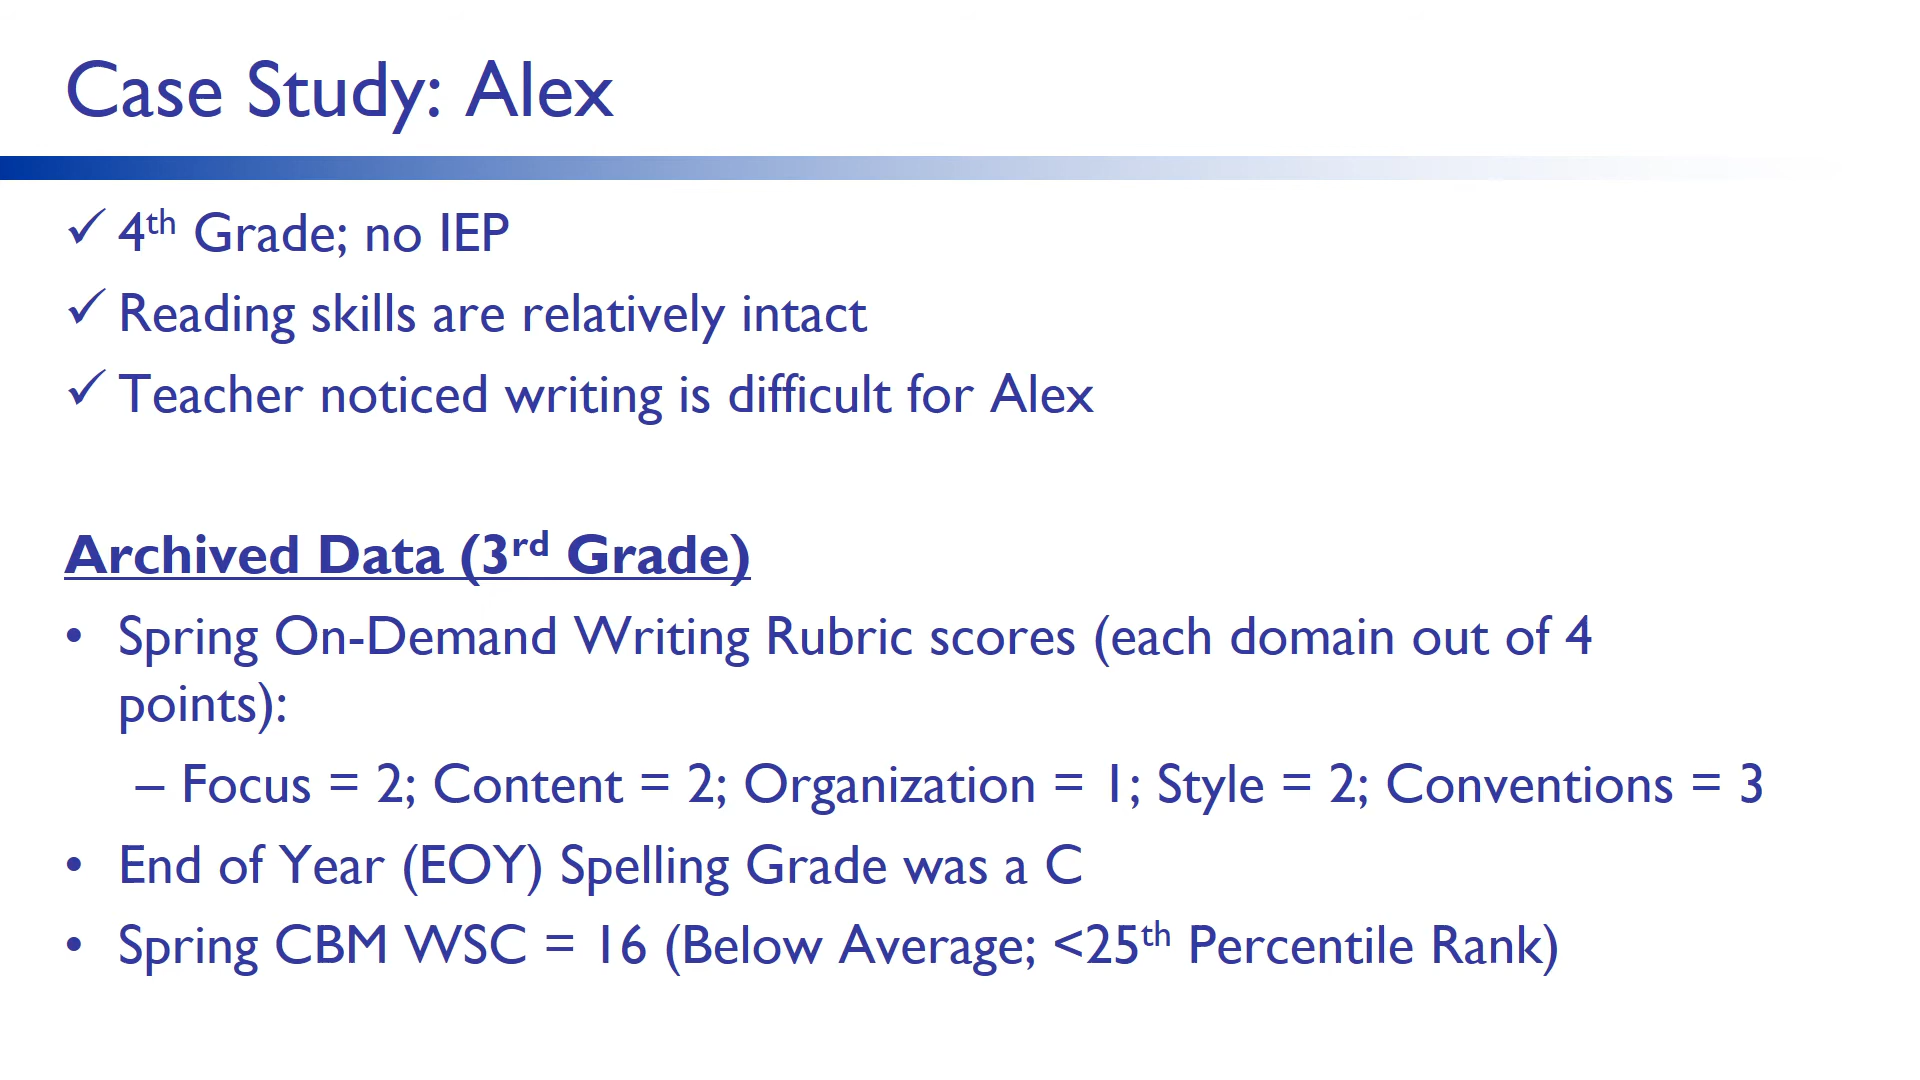 Case Study: Alex
✓ 4th Grade; no IEP
✓ Reading skills are relatively intact
✓ Teacher noticed writing is difficult for Alex
Archived Data (3rd Grade)
• Spring On-Demand Writing Rubric scores (each domain out of 4
points):
– Focus = 2; Content = 2; Organization = 1; Style = 2; Conventions = 3
• End of Year (EOY) Spelling Grade was a C
• Spring CBM WSC = 16 (Below Average; <25th Percentile Rank)